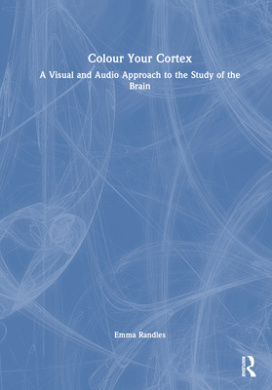 Colour Your Cortex
A Visual and Audio Approach to the Study of the
Brain
Emma Randles
R